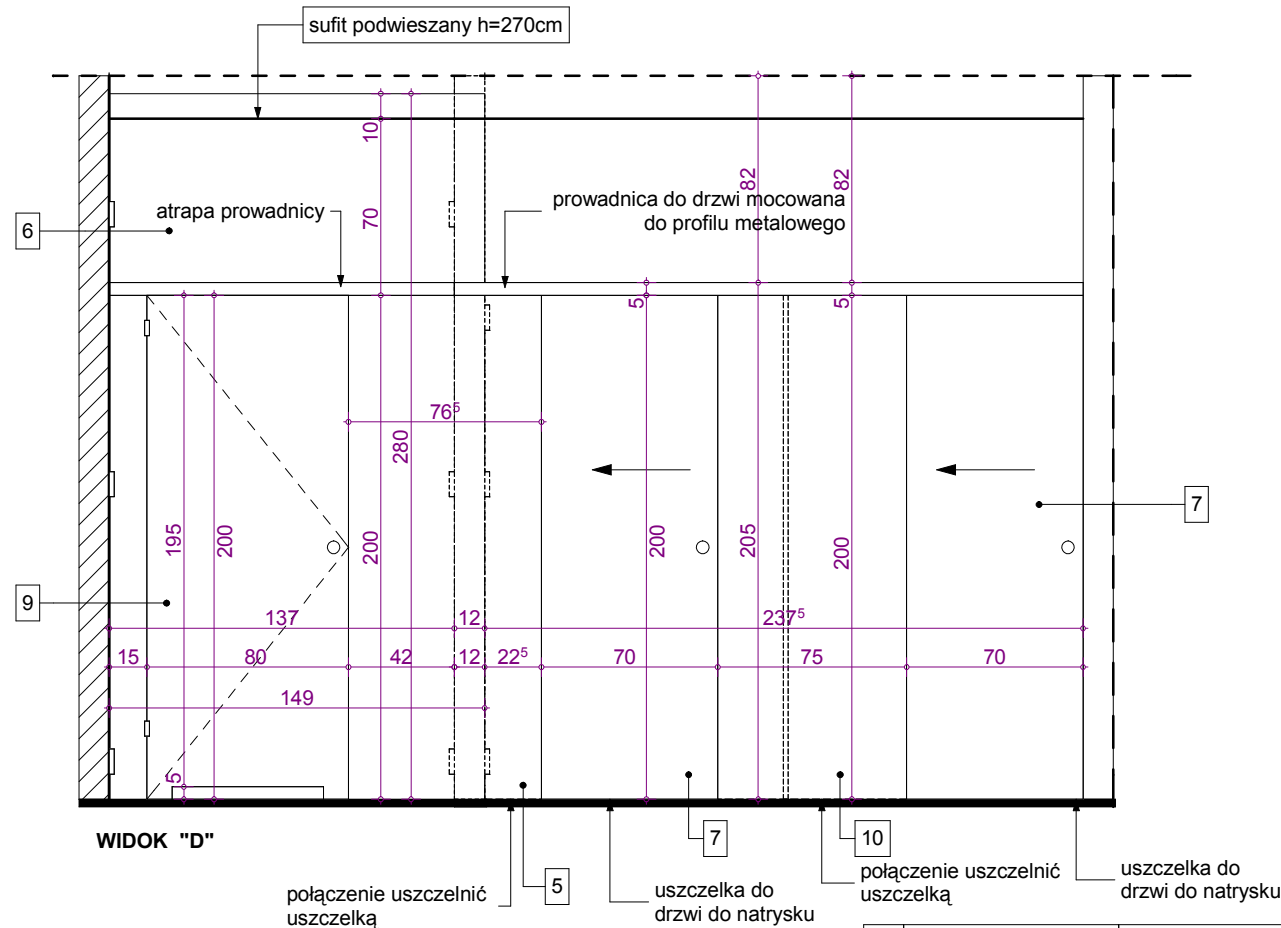 sufit podwieszany h=270cm
10
82
82
atrapa prowadnicy
70
prowadnica do drzwi mocowana
do profilu metalowego
6
5
5
76⁵
280
7
195
200
200
200
205
200
9
137
12
237⁵
15
80
42
12
22⁵
70
75
70
149
5
WIDOK "D"
7
10
połączenie uszczelnić
uszczelką
5
uszczelka do
drzwi do natrysku
połączenie uszczelnić
uszczelką
uszczelka do
drzwi do natrysku